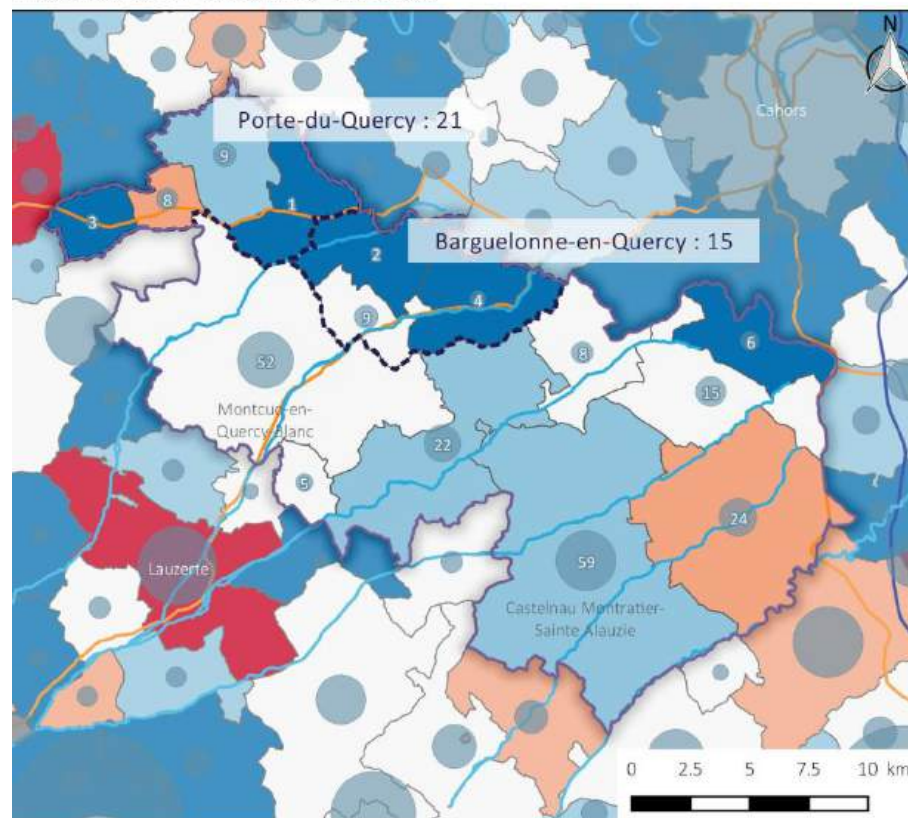 N
Cahors
Porte-du-Quercy : 21
9
8
1
3
2
Barguelonne-en-Quercy : 15
4
9
6
8
52
15
Montcuq-en-
Quercy-Blanc
22
5
24
59
Lauzerte
Castelnau Montratier-
Sainte Alauzie
0 2.5 5 7.5 10 km